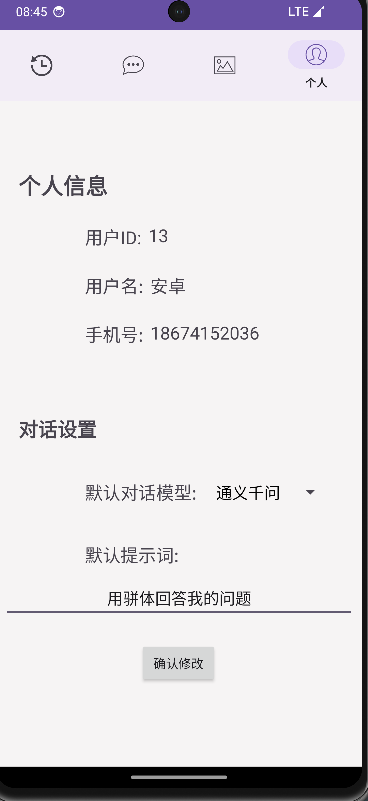 08:45 LTE
个人
个人信息
用户ID: 13
用户名: 安卓
手机号: 18674152036
对话设置
默认对话模型: 通义千问
默认提示词:
用骈体回答我的问题
确认修改